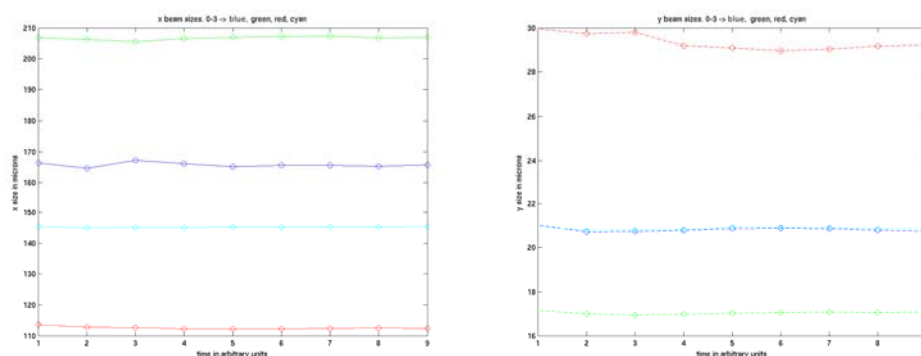 x beam sizes. 0-3 -> blue, green, red, cyan
210
200
190
180
170
160
150
140
130
120
110
x size in microns
1 2 3 4 5 6 7 8 9
time in arbitrary units
y beam sizes. 0-3 -> blue, green, red, cyan
30
28
26
24
22
20
18
16
y size in microns
1 2 3 4 5 6 7 8
time in arbitrary units